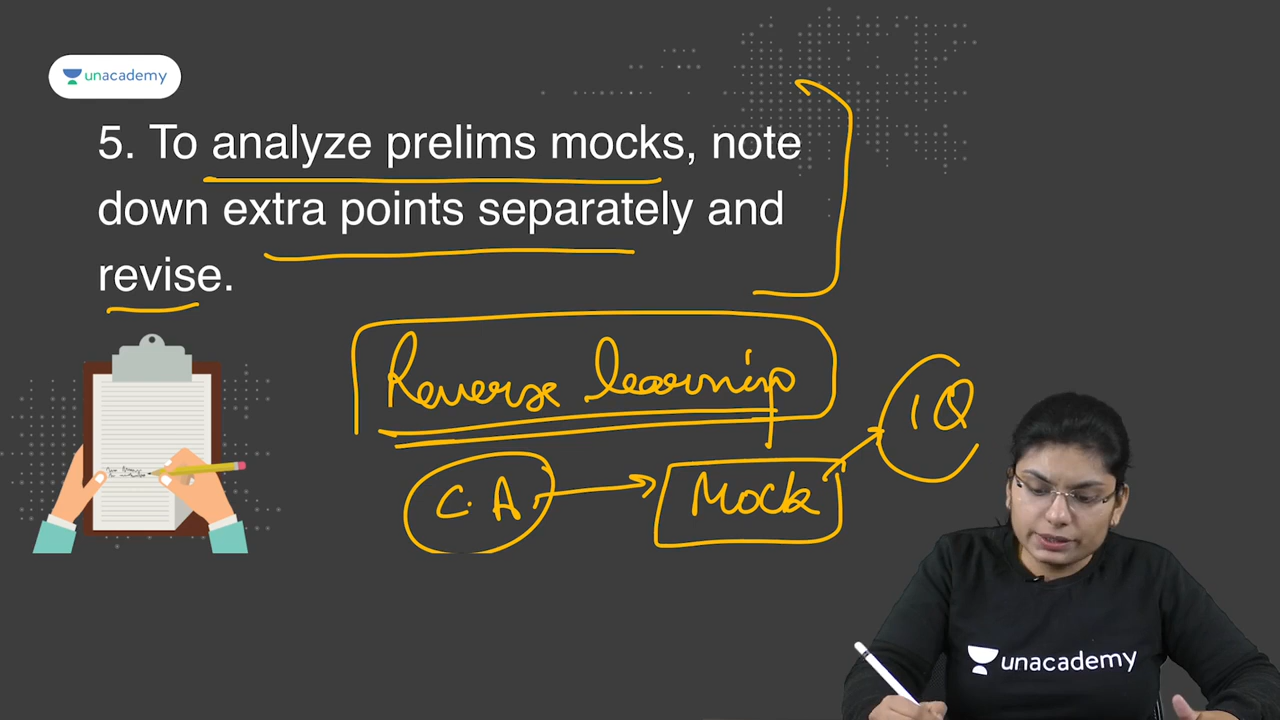 unacademy
5. To analyze prelims mocks, note
down extra points separately and
revise.
Reverse learning
C.A. Mock 1Q
unacademy